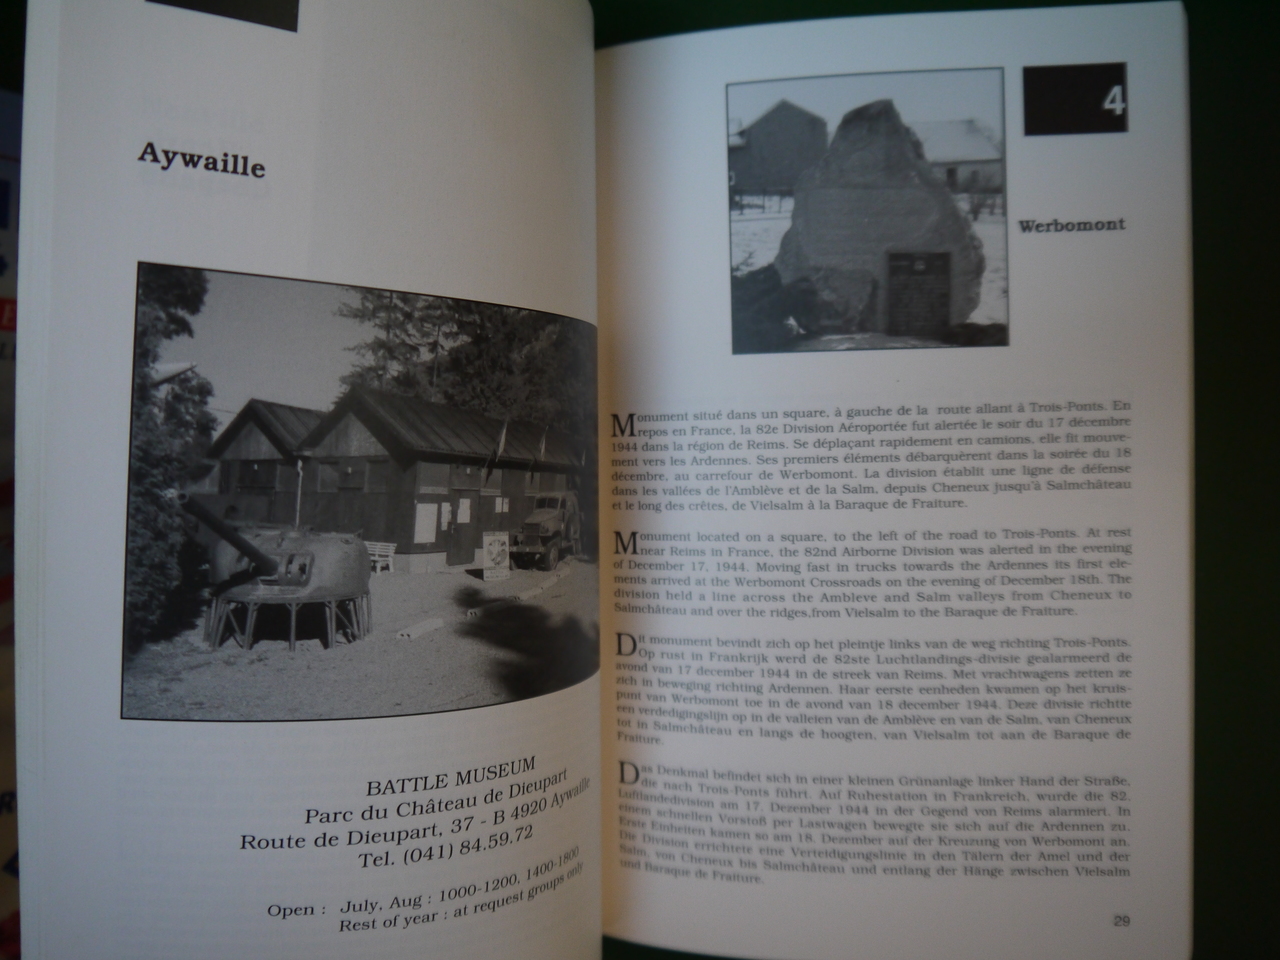 Aywaille
BATTLE MUSEUM
Parc du Château de Dieupart
Route de Dieupart, 37 - B 4920 Aywaille
Tel. (041) 84.59.72
Open : July, Aug : 1000-1200, 1400-1800
Rest of year : at request groups only
4
Werbomont
Monument situé dans un square, à gauche de la route allant à Trois-Ponts. En
repos en France, la 82e Division Aéroportée fut alertée le soir du 17 décembre
1944 dans la région de Reims. Se déplaçant rapidement en camions, elle fit mouve-
ment vers les Ardennes. Ses premiers éléments débarquèrent dans la soirée du 18
décembre, au carrefour de Werbomont. La division établit une ligne de défense
dans les vallées de l'Amblève et de la Salm, depuis Cheneux jusqu'à Salmchâteau
et le long des crêtes, de Vielsalm à la Baraque de Fraiture.
Monument located on a square, to the left of the road to Trois-Ponts. At rest
near Reims in France, the 82nd Airborne Division was alerted in the evening
of December 17, 1944. Moving fast in trucks towards the Ardennes its first ele-
ments arrived at the Werbomont Crossroads on the evening of December 18th. The
division held a line across the Ambleve and Salm valleys from Cheneux to
Salmchâteau and over the ridges,from Vielsalm to the Baraque de Fraiture.
Dit monument bevindt zich op het pleintje links van de weg richting Trois-Ponts.
Op rust in Frankrijk werd de 82ste Luchtlandings-divisie gealarmeerd de
avond van 17 december 1944 in de streek van Reims. Met vrachtwagens zetten ze
zich in beweging richting Ardennen. Haar eerste eenheden kwamen op het kruis-
punt van Werbomont toe in de avond van 18 december 1944. Deze divisie richtte
een verdedigingslijn op in de valleien van de Amblève en van de Salm, van Cheneux
tot in Salmchâteau en langs de hoogten, van Vielsalm tot aan de Baraque de
Fraiture.
Das Denkmal befindet sich in einer kleinen Grünanlage linker Hand der Straße,
die nach Trois-Ponts führt. Auf Ruhestation in Frankreich, wurde die 82.
Luftlandedivision am 17. Dezember 1944 in der Gegend von Reims alarmiert. In
einem schnellen Vorstoß per Lastwagen bewegte sie sich auf die Ardennen zu.
Erste Einheiten kamen so am 18. Dezember auf der Kreuzung von Werbomont an.
Die Division errichtete eine Verteidigungslinie in den Tälern der Amel und der
Salm, von Cheneux bis Salmchâteau und entlang der Hänge zwischen Vielsalm
und Baraque de Fraiture.
29